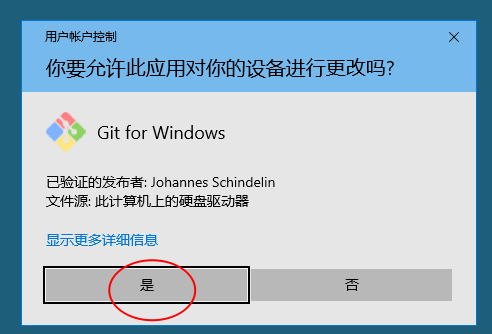 用户帐户控制
你要允许此应用对你的设备进行更改吗?
Git for Windows
已验证的发布者: Johannes Schindelin
文件源: 此计算机上的硬盘驱动器
显示更多详细信息
是
否